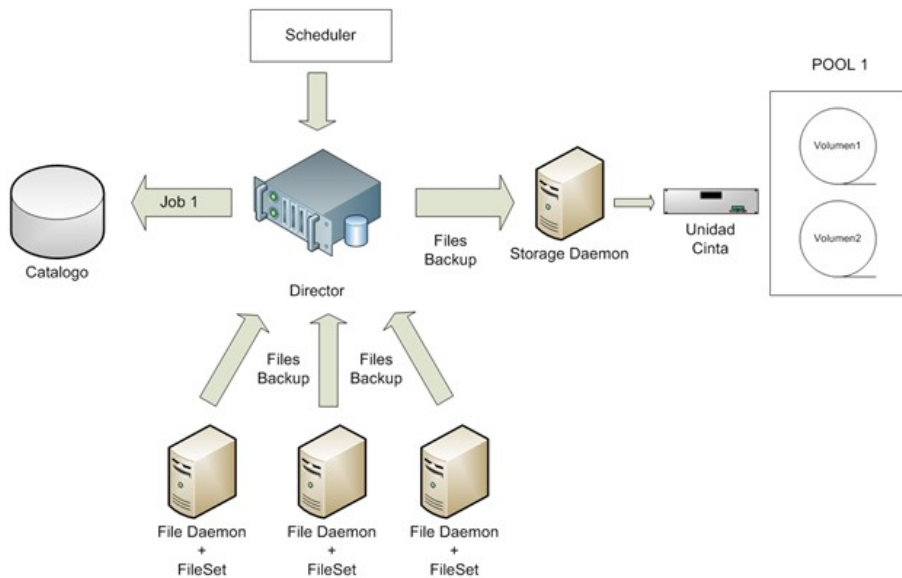 Scheduler
POOL 1
Volumen1
Job 1
Files
Backup
Storage Daemon
Unidad
Cinta
Volumen2
Catalogo
Director
Files
Backup
Files
Backup
File Daemon
+
FileSet
File Daemon
+
FileSet
File Daemon
+
FileSet